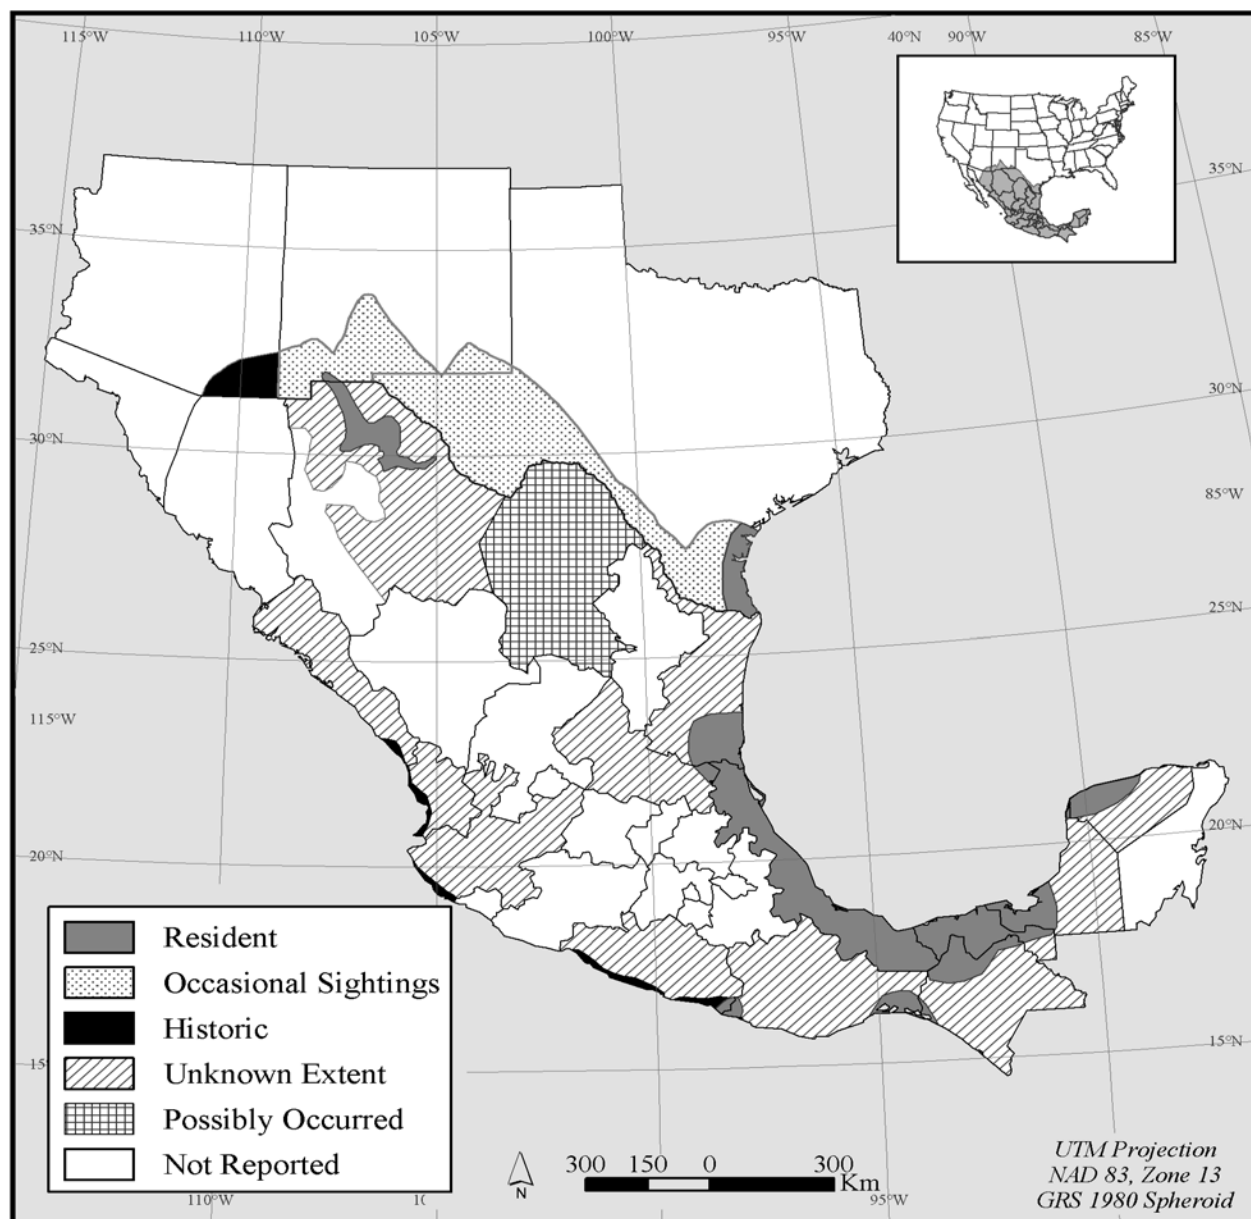 115°W 110°W 105°W 100°W 95°W 40°N 90°W 85°W
35°N
35°N
30°N
30°N
85°W
25°N
25°N
115°W
20°N
20°N
Resident
Occasional Sightings
Historic
Unknown Extent
Possibly Occurred
Not Reported
15°N
15°
110°W 1( 95°W
N
300 150 0 300
Km
UTM Projection
NAD 83, Zone 13
GRS 1980 Spheroid